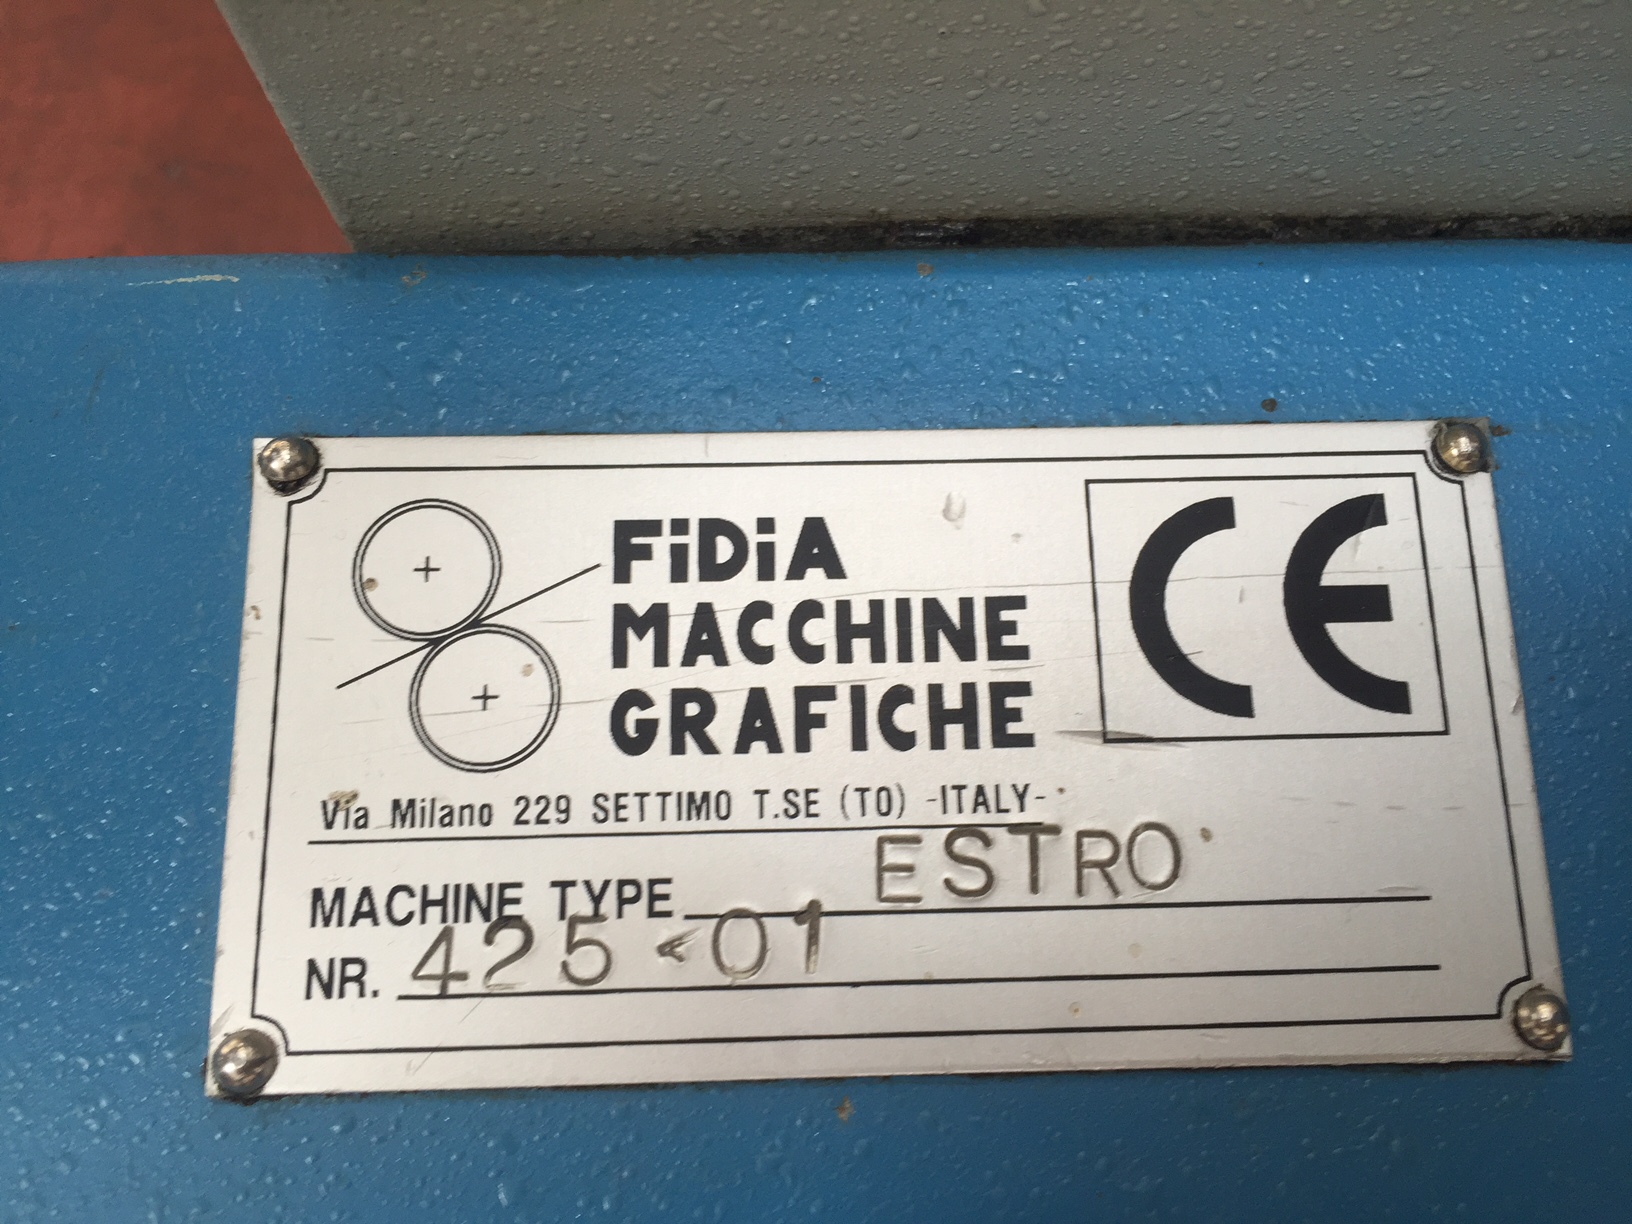 FiDiA
MACCHINE
GRAFICHE
CE
Via Milano 229 SETTIMO T.SE (TO) -ITALY-
MACHINE TYPE ESTRO
NR. 425-01